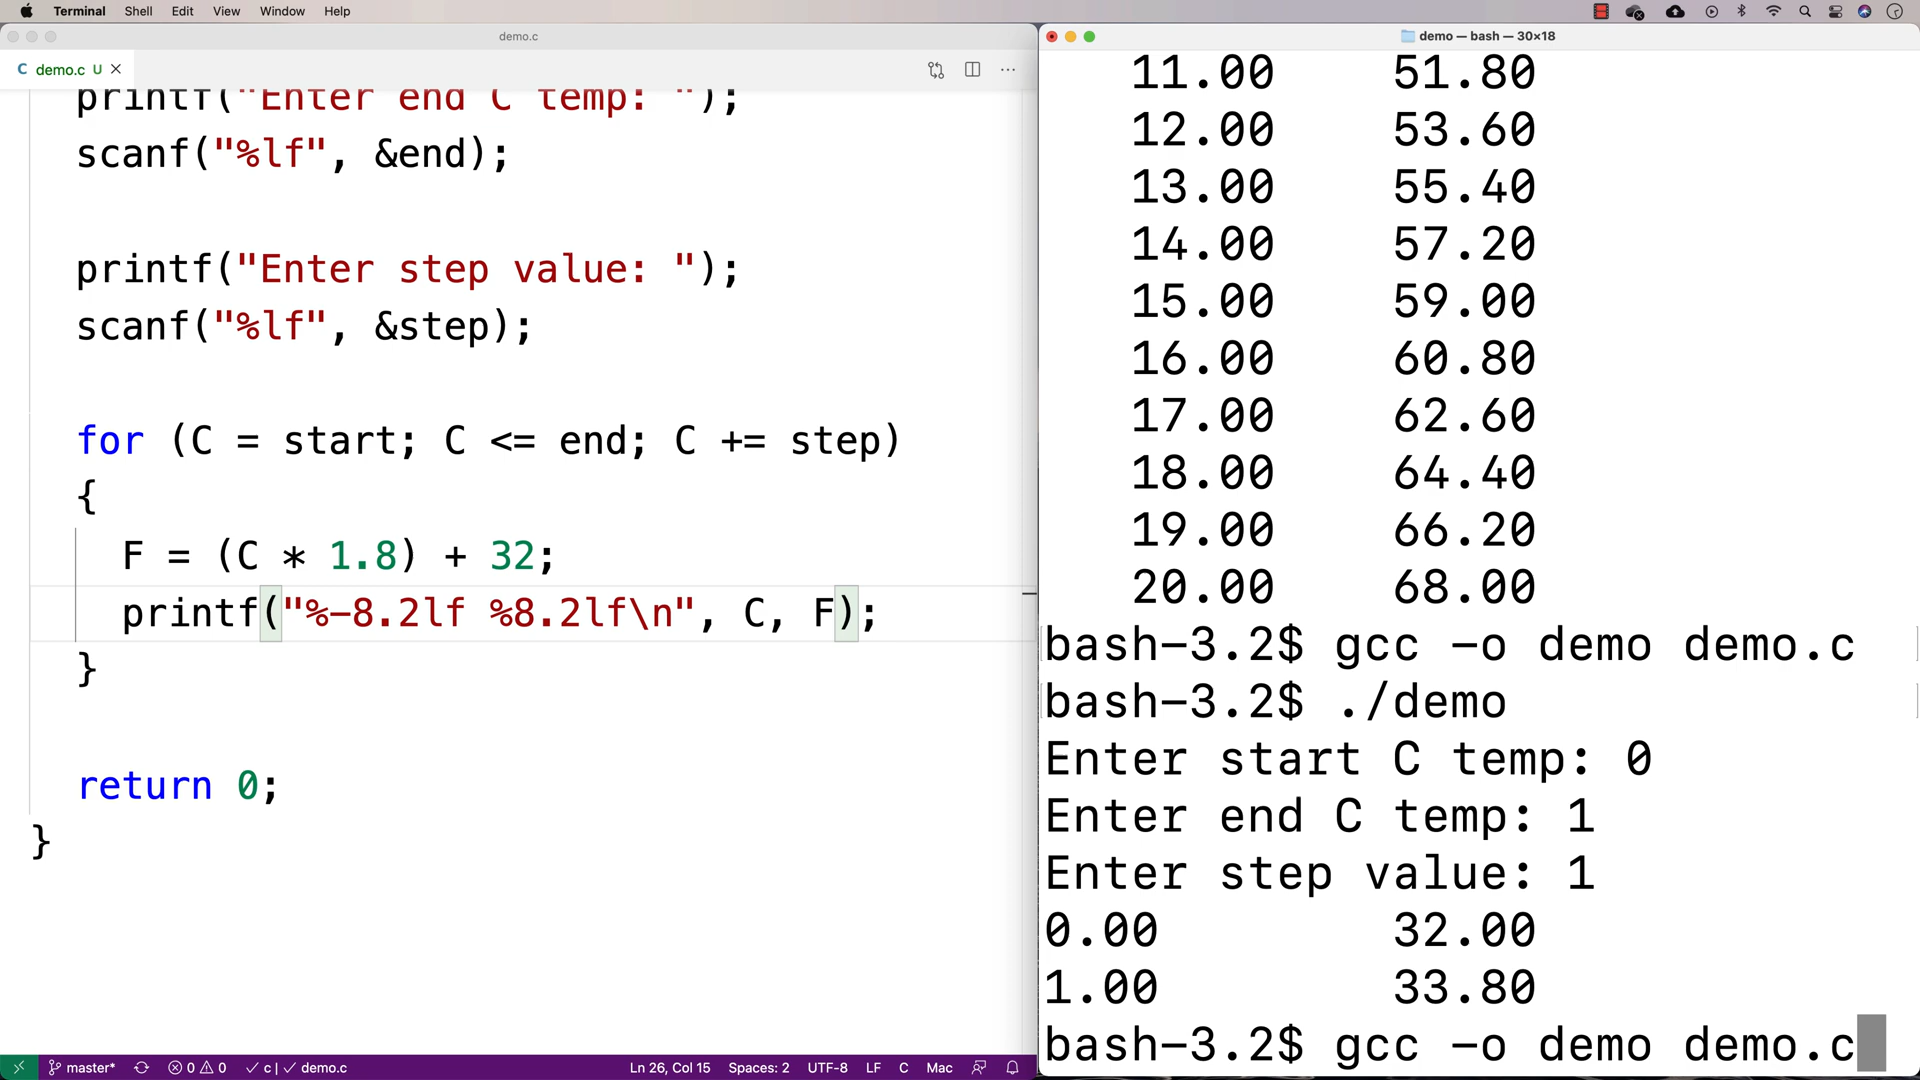 Terminal Shell Edit View Window Help
demo.c
C demo.c U
printf("Enter end C temp: ");
scanf("%lf", &end);
printf("Enter step value: ");
scanf("%lf", &step);
for (C = start; C <= end; C += step)
{
F = (C * 1.8) + 32;
printf("%-8.2lf %8.2lf\n", C, F);
}
return 0;
}
master* 0 0 c | demo.c Ln 26, Col 15 Spaces: 2 UTF-8 LF C Mac
demo — bash — 30×18
11.00 51.80
12.00 53.60
13.00 55.40
14.00 57.20
15.00 59.00
16.00 60.80
17.00 62.60
18.00 64.40
19.00 66.20
20.00 68.00
bash-3.2$ gcc -o demo demo.c
bash-3.2$ ./demo
Enter start C temp: 0
Enter end C temp: 1
Enter step value: 1
0.00 32.00
1.00 33.80
bash-3.2$ gcc -o demo demo.c